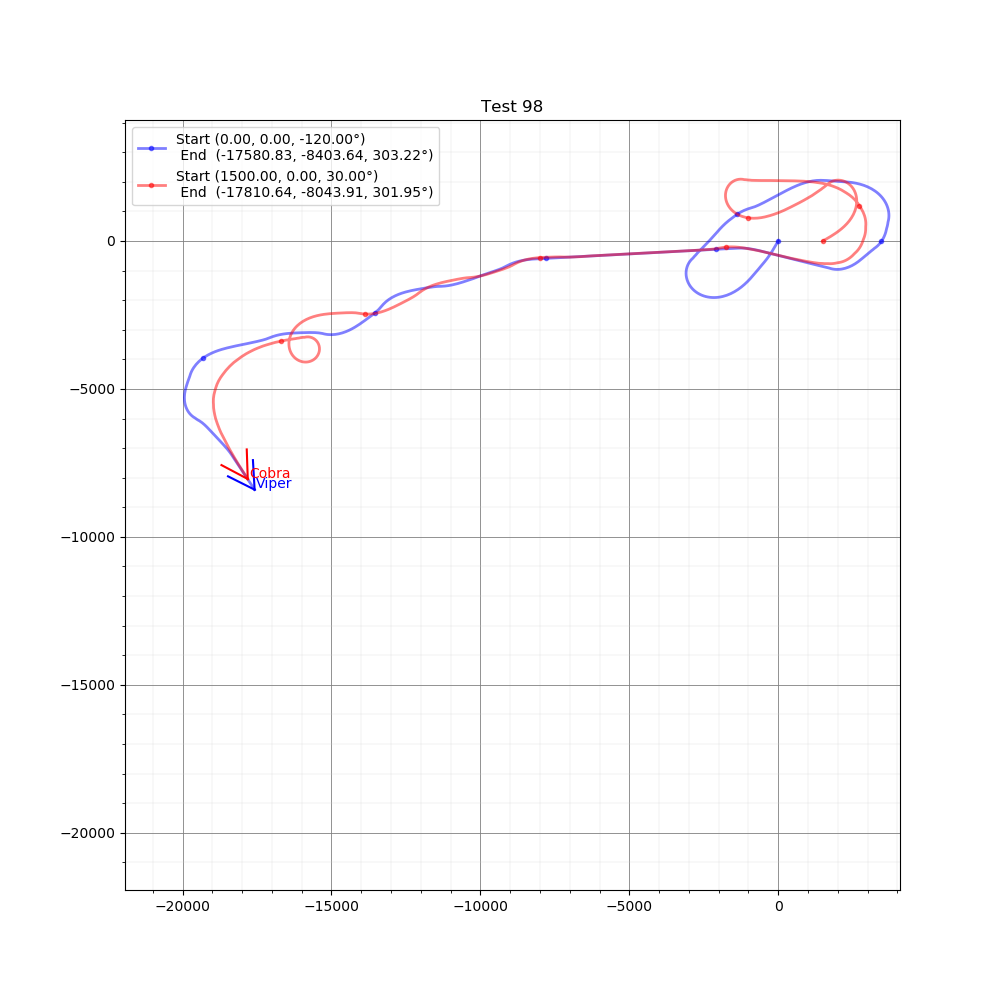 Test 98
Start (0.00, 0.00, -120.00°)
End  (-17580.83, -8403.64, 303.22°)
Start (1500.00, 0.00, 30.00°)
End  (-17810.64, -8043.91, 301.95°)
0
−5000
−10000
−15000
−20000
Cobra
Viper
−20000
−15000
−10000
−5000
0